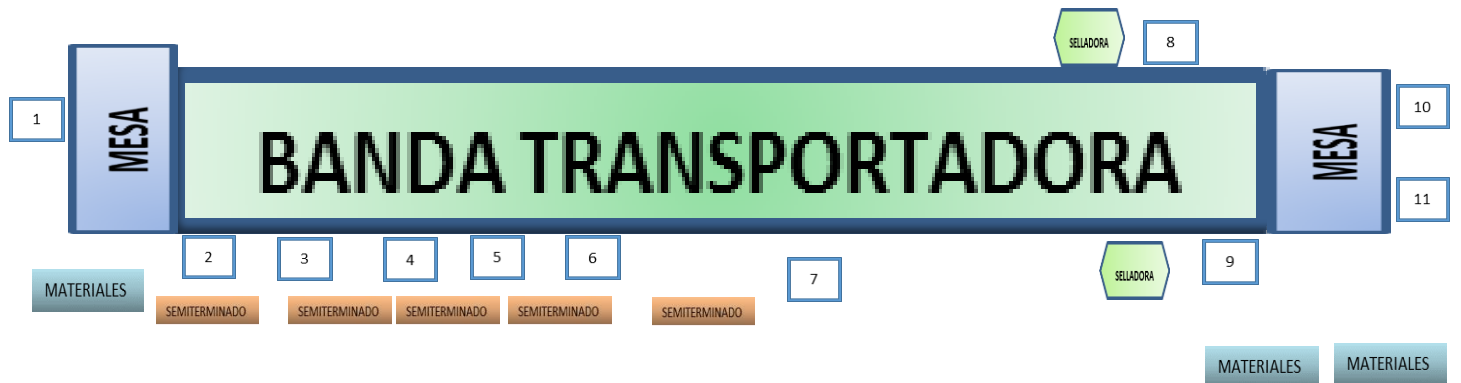 SELLADORA
8
1
MESA
BANDA TRANSPORTADORA
MESA
10
11
2
3
4
5
6
7
SELLADORA
9
MATERIALES
SEMITERMINADO
SEMITERMINADO
SEMITERMINADO
SEMITERMINADO
SEMITERMINADO
MATERIALES
MATERIALES